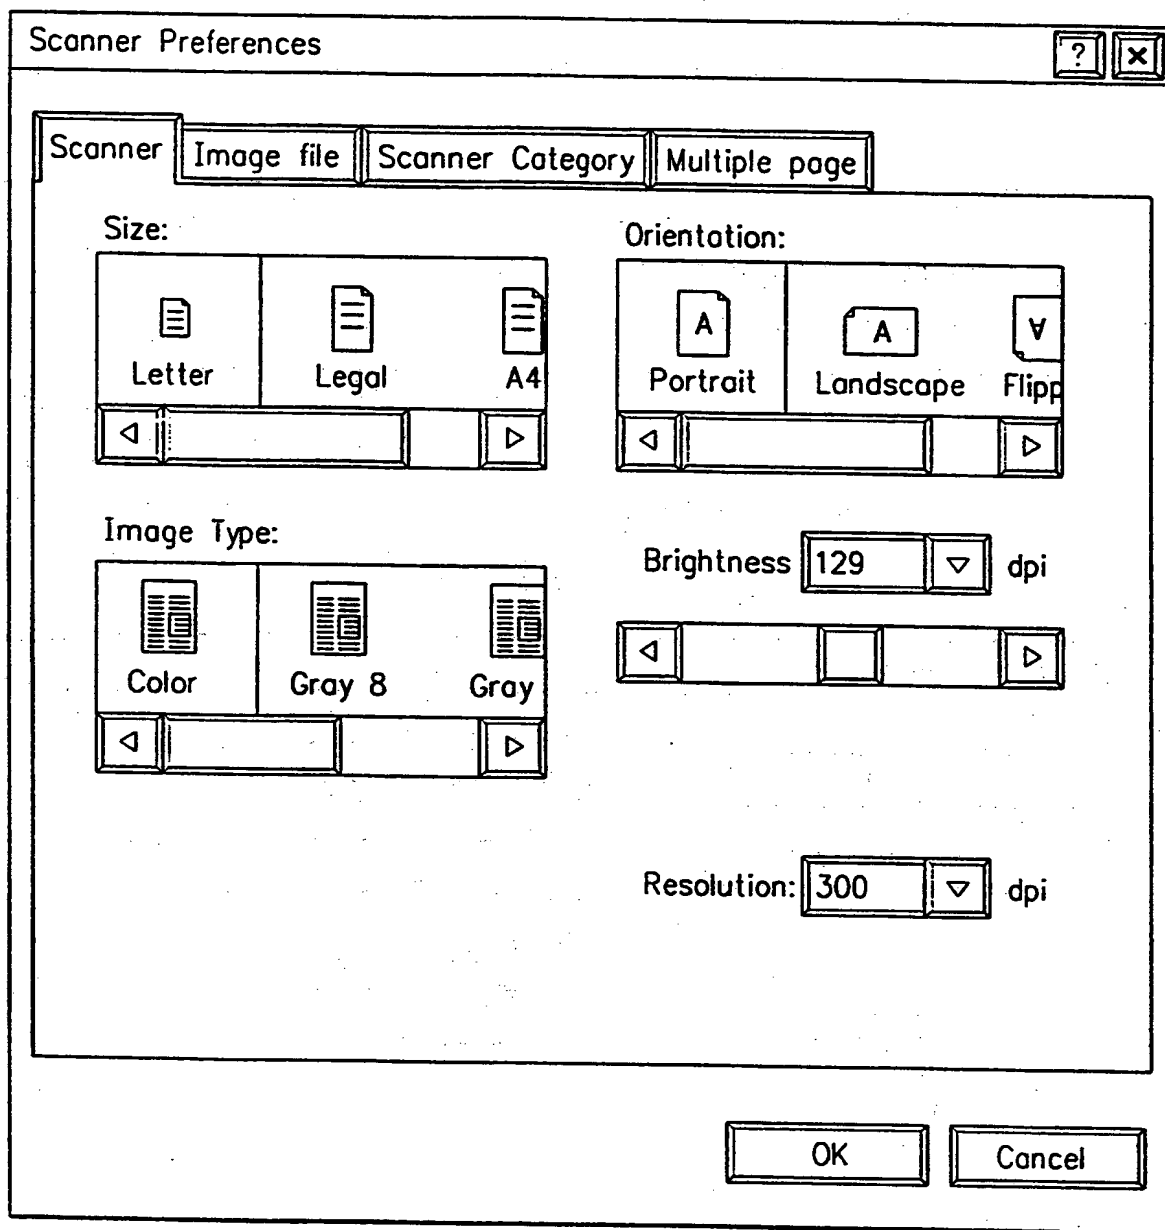 Scanner Preferences ? ×
Scanner Image file Scanner Category Multiple page
Size:
Letter Legal A4
Orientation:
A A A
Portrait Landscape Flipp
Image Type:
Color Gray 8 Gray
Brightness 129 dpi
Resolution: 300 dpi
OK Cancel